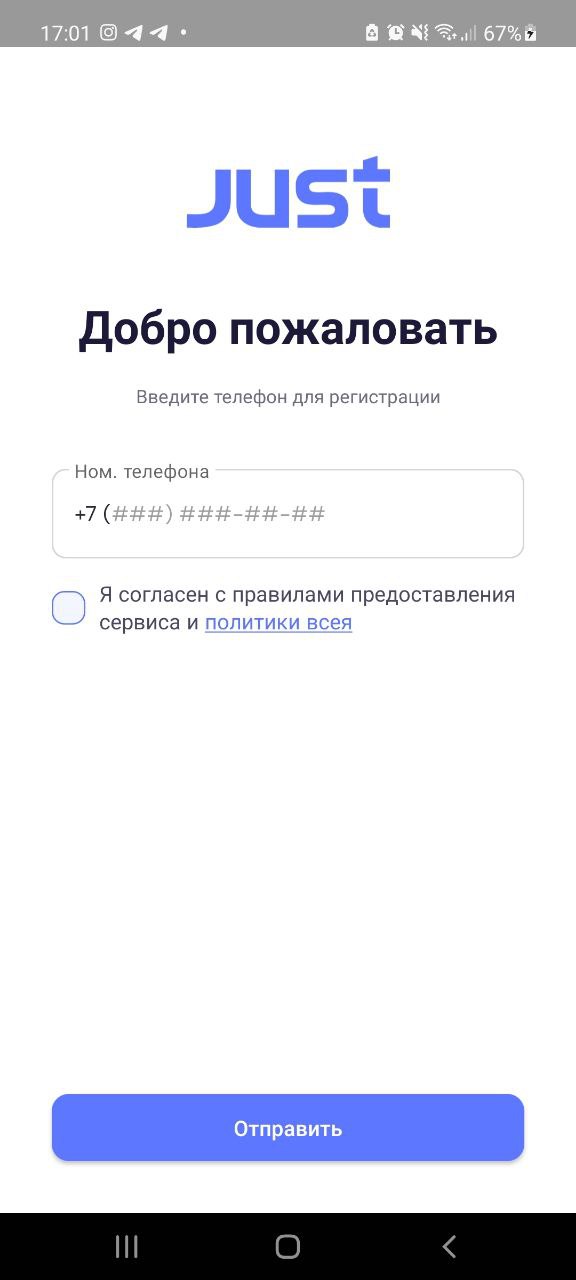 17:01 67%
Just
Добро пожаловать
Введите телефон для регистрации
Ном. телефона
+7 (###) ###-##-##
Я согласен с правилами предоставления
сервиса и политики всея
Отправить